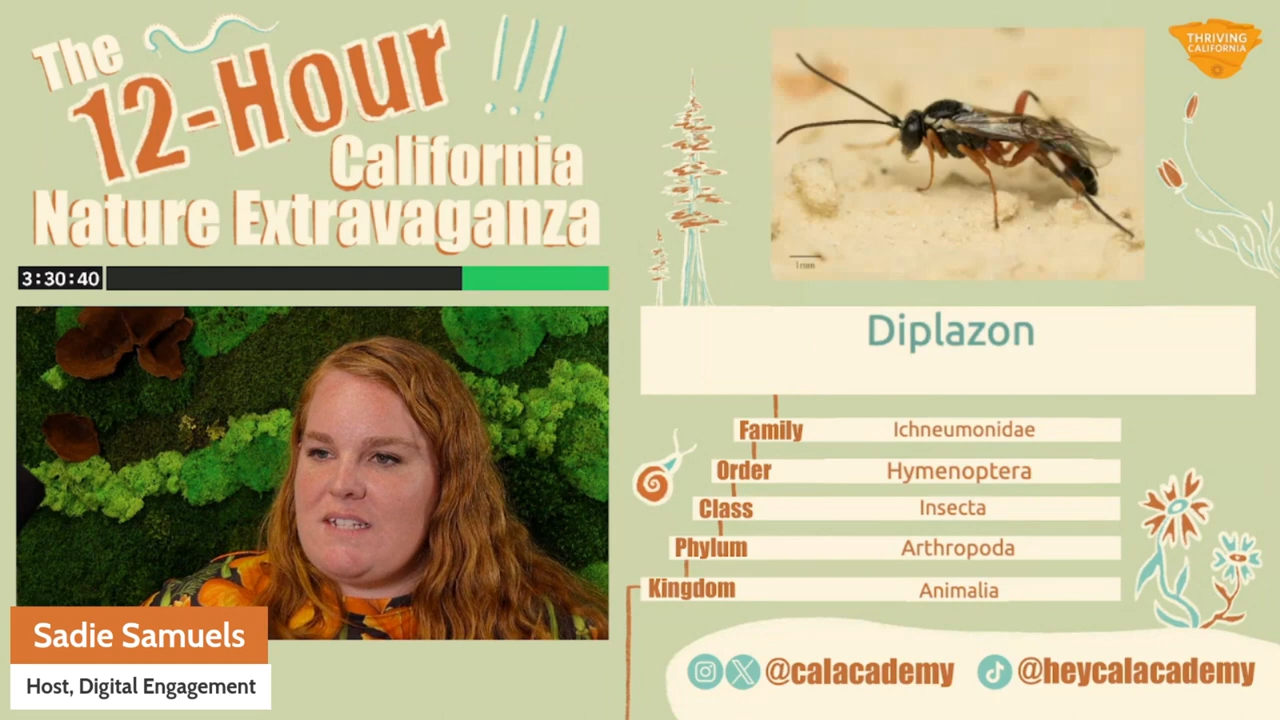 The
12-Hour!!!
California
Nature Extravaganza
3:30:40
Sadie Samuels
Host, Digital Engagement
THRIVING
CALIFORNIA
1mm
Diplazon
Family Ichneumonidae
Order Hymenoptera
Class Insecta
Phylum Arthropoda
Kingdom Animalia
@calacademy @heycalacademy